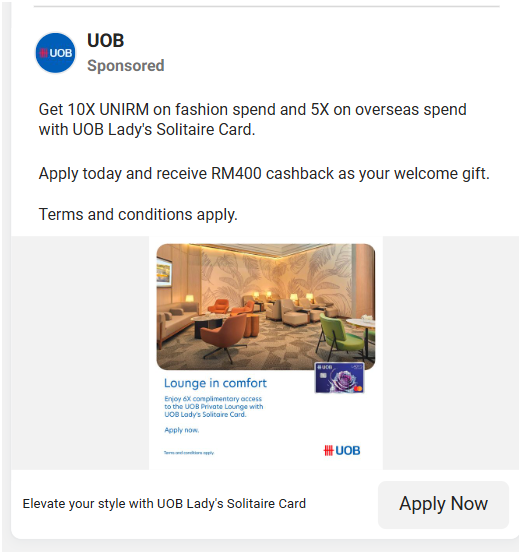 UOB
UOB
Sponsored
Get 10X UNIRM on fashion spend and 5X on overseas spend
with UOB Lady's Solitaire Card.
Apply today and receive RM400 cashback as your welcome gift.
Terms and conditions apply.
UOB
Lounge in comfort
Enjoy 6X complimentary access
to the UOB Private Lounge with
UOB Lady's Solitaire Card.
Apply now.
Terms and conditions apply.
UOB
Elevate your style with UOB Lady's Solitaire Card
Apply Now